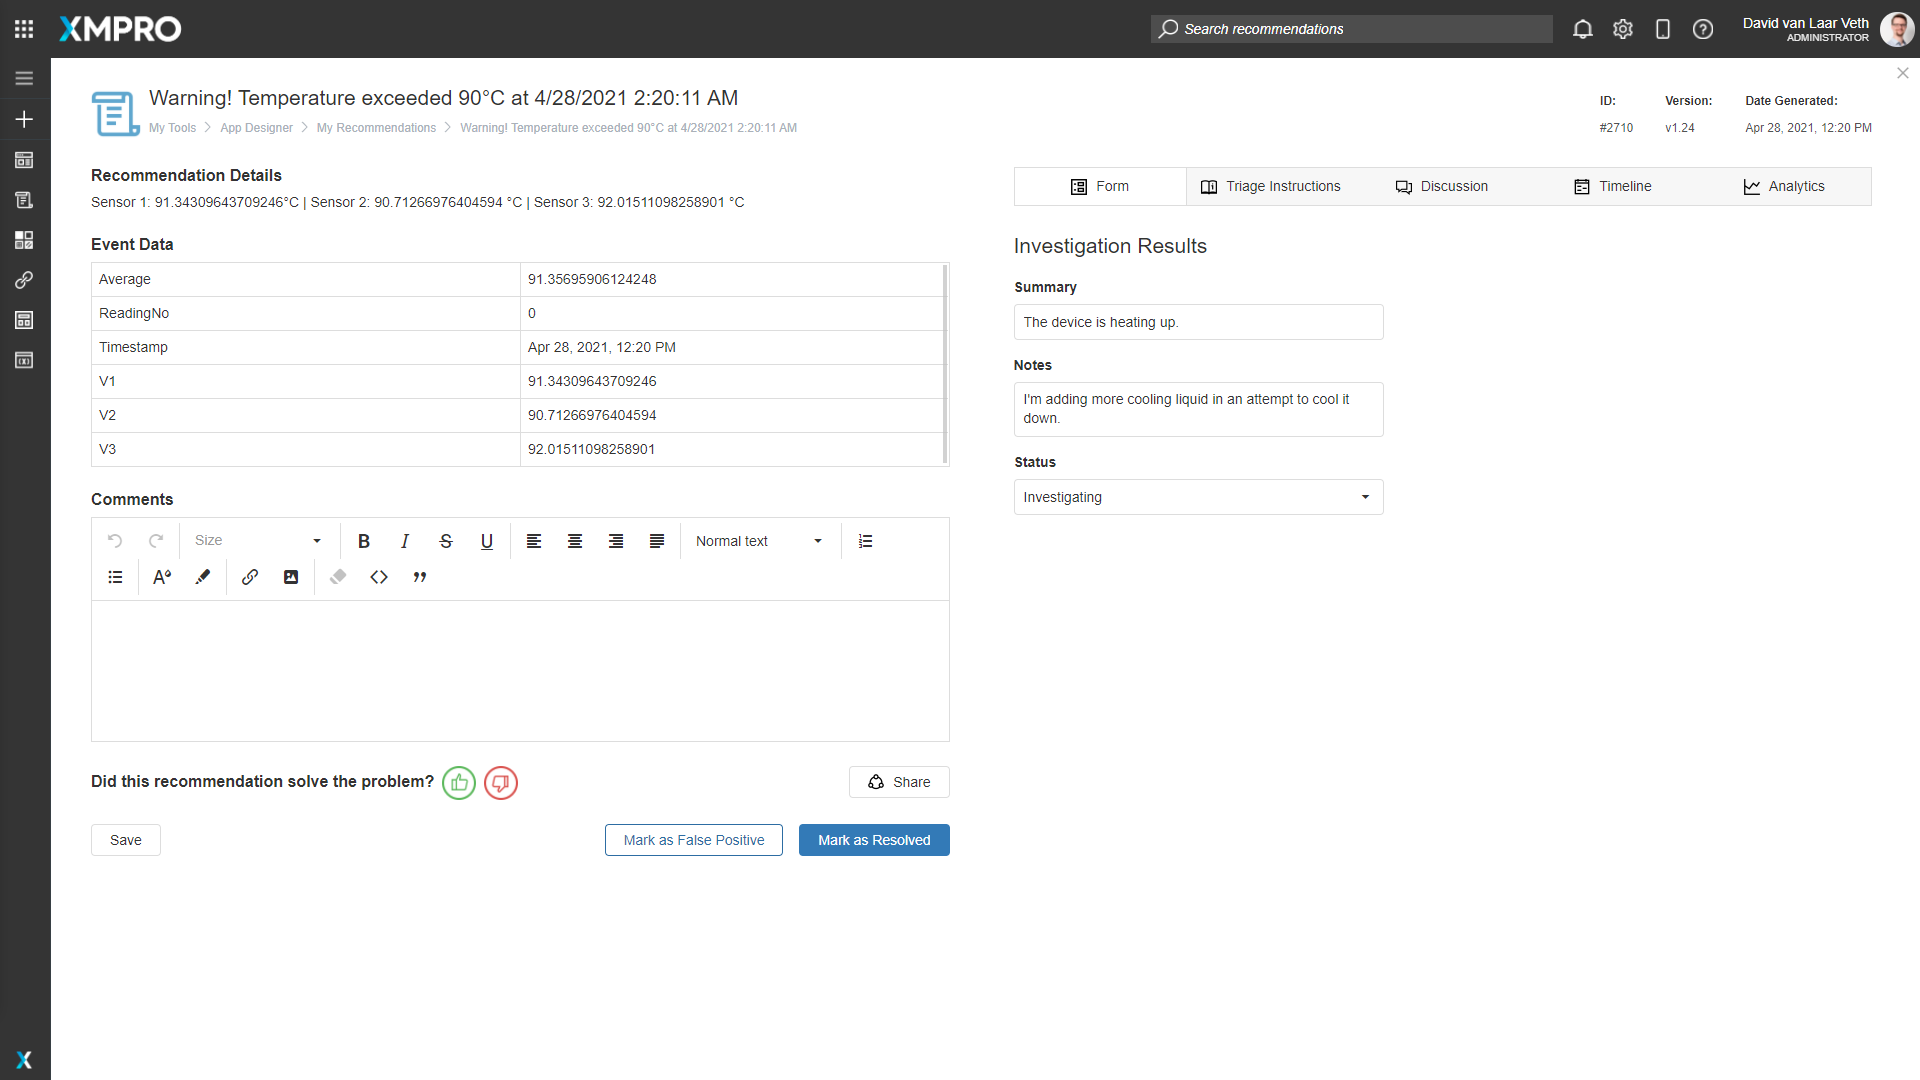 XMPRO
Search recommendations
David van Laar Veth
ADMINISTRATOR
Warning! Temperature exceeded 90°C at 4/28/2021 2:20:11 AM
My Tools > App Designer > My Recommendations > Warning! Temperature exceeded 90°C at 4/28/2021 2:20:11 AM
ID: Version: Date Generated:
#2710 v1.24 Apr 28, 2021, 12:20 PM
Recommendation Details
Sensor 1: 91.34309643709246°C | Sensor 2: 90.71266976404594 °C | Sensor 3: 92.01511098258901 °C
Event Data
Average 91.35695906124248
ReadingNo 0
Timestamp Apr 28, 2021, 12:20 PM
V1 91.34309643709246
V2 90.71266976404594
V3 92.01511098258901
Comments
Size B I S U Normal text
Did this recommendation solve the problem?
Share
Save Mark as False Positive Mark as Resolved
Form Triage Instructions Discussion Timeline Analytics
Investigation Results
Summary
The device is heating up.
Notes
I'm adding more cooling liquid in an attempt to cool it
down.
Status
Investigating